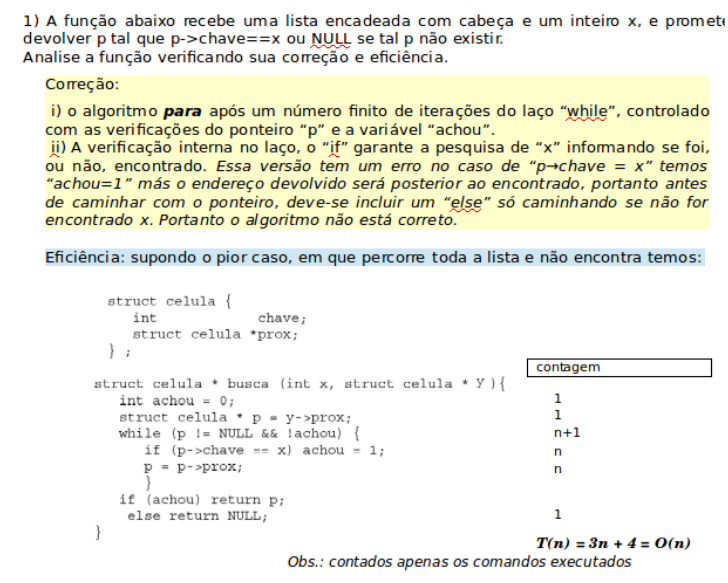 1) A função abaixo recebe uma lista encadeada com cabeça e um inteiro x, e promete
devolver p tal que p->chave==x ou NULL se tal p não existir.
Analise a função verificando sua correção e eficiência.
Correção:
i) o algoritmo para após um número finito de iterações do laço “while”, controlado
com as verificações do ponteiro “p” e a variável “achou”.
ii) A verificação interna no laço, o “if” garante a pesquisa de “x” informando se foi,
ou não, encontrado. Essa versão tem um erro no caso de “p→chave = x” temos
“achou=1” más o endereço devolvido será posterior ao encontrado, portanto antes
de caminhar com o ponteiro, deve-se incluir um “else” só caminhando se não for
encontrado x. Portanto o algoritmo não está correto.
Eficiência: supondo o pior caso, em que percorre toda a lista e não encontra temos:
struct celula {
int chave;
struct celula *prox;
} ;
contagem
struct celula * busca (int x, struct celula * y ){
int achou = 0; 1
struct celula * p = y->prox; 1
while (p != NULL && !achou) { n+1
if (p->chave == x) achou = 1; n
p = p->prox; n
}
if (achou) return p;
else return NULL; 1
}
T(n) = 3n + 4 = O(n)
Obs.: contados apenas os comandos executados